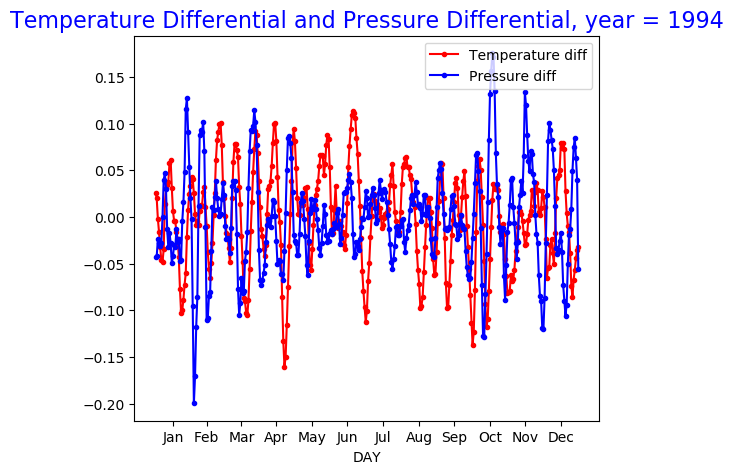 Temperature Differential and Pressure Differential, year = 1994
Temperature diff
Pressure diff
0.15
0.10
0.05
0.00
−0.05
−0.10
−0.15
−0.20
Jan Feb Mar Apr May Jun Jul Aug Sep Oct Nov Dec
DAY